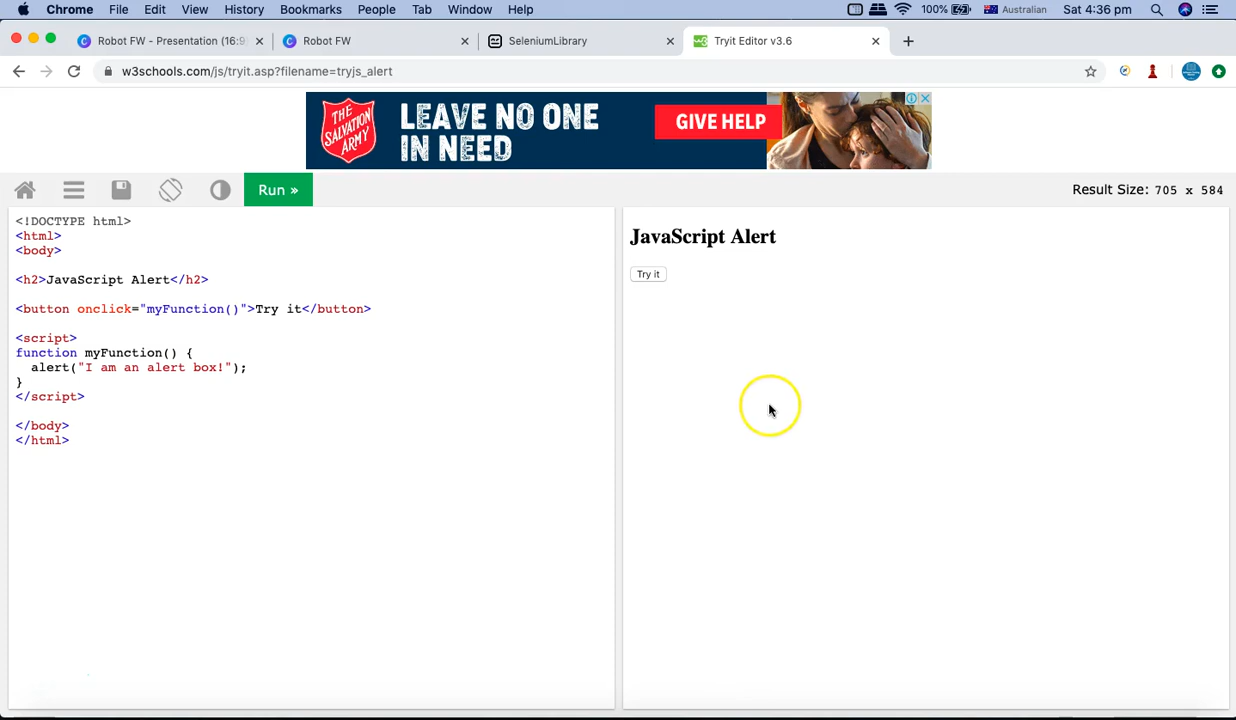 Chrome File Edit View History Bookmarks People Tab Window Help 100% Australian Sat 4:36 pm
Robot FW - Presentation (16:9 Robot FW SeleniumLibrary Tryit Editor v3.6
w3schools.com/js/tryit.asp?filename=tryjs_alert
THE SALVATION ARMY
LEAVE NO ONE
IN NEED
GIVE HELP
Run »
Result Size: 705 x 584
<!DOCTYPE html>
<html>
<body>
<h2>JavaScript Alert</h2>
<button onclick="myFunction()">Try it</button>
<script>
function myFunction() {
alert("I am an alert box!");
}
</script>
</body>
</html>
JavaScript Alert
Try it